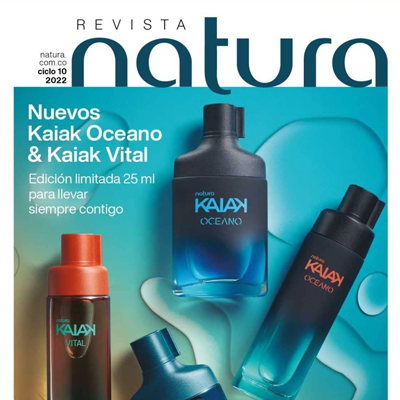 REVISTA
natura
natura.
com.co
ciclo 10
2022
Nuevos
Kaiak Oceano
& Kaiak Vital
Edición limitada 25 ml
para llevar
siempre contigo
natura
KAIAK
OCEANO
natura
KAIAK
OCEANO
natura
KAIAK
VITAL